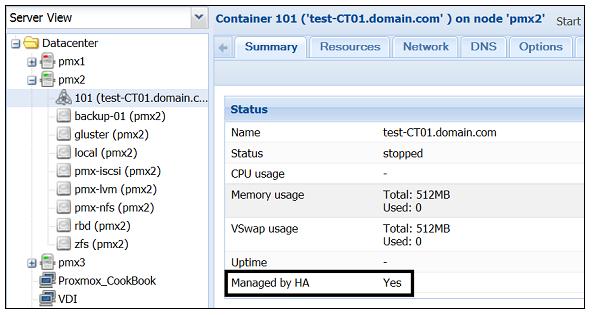 Server View
Datacenter
pmx1
pmx2
101 (test-CT01.domain.c...
backup-01 (pmx2)
gluster (pmx2)
local (pmx2)
pmx-iscsi (pmx2)
pmx-lvm (pmx2)
pmx-nfs (pmx2)
rbd (pmx2)
zfs (pmx2)
pmx3
Proxmox_CookBook
VDI
Container 101 ('test-CT01.domain.com' ) on node 'pmx2' Start
Summary Resources Network DNS Options
Status
Name test-CT01.domain.com
Status stopped
CPU usage -
Memory usage Total: 512MB
Used: 0
VSwap usage Total: 512MB
Used: 0
Uptime -
Managed by HA Yes